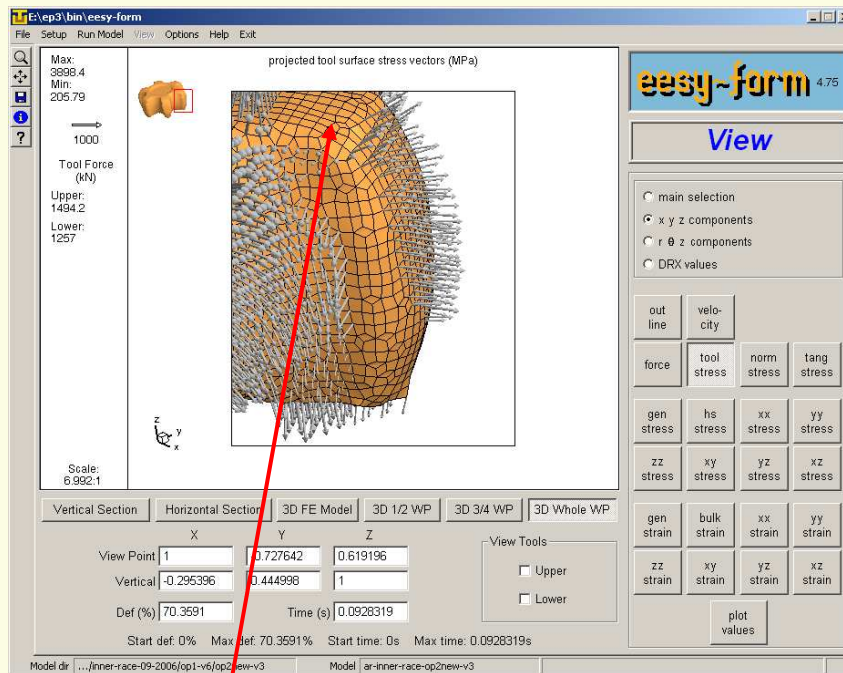 E:\ep3\bin\eesy-form
File Setup Run Model View Options Help Exit
Max:
3898.4
Min:
205.79
1000
Tool Force
(kN)
Upper:
1494.2
Lower:
1257
Scale:
6.992:1
projected tool surface stress vectors (MPa)
z
y
x
eesy-form 4.75
View
main selection
x y z components
r θ z components
DRX values
out line
velo- city
force
tool stress
norm stress
tang stress
gen stress
hs stress
xx stress
yy stress
zz stress
xy stress
yz stress
xz stress
gen strain
bulk strain
xx strain
yy strain
zz strain
xy strain
yz strain
xz strain
plot values
Vertical Section Horizontal Section 3D FE Model 3D 1/2 WP 3D 3/4 WP 3D Whole WP
X Y Z
View Point 1 0.727642 0.619196
Vertical -0.295396 0.444998 1
Def (%) 70.3591 Time (s) 0.0928319
View Tools
Upper
Lower
Start def: 0% Max def: 70.3591% Start time: 0s Max time: 0.0928319s
Model dir .../inner-race-09-2006/op1-v6/op2new-v3 Model ar-inner-race-op2new-v3